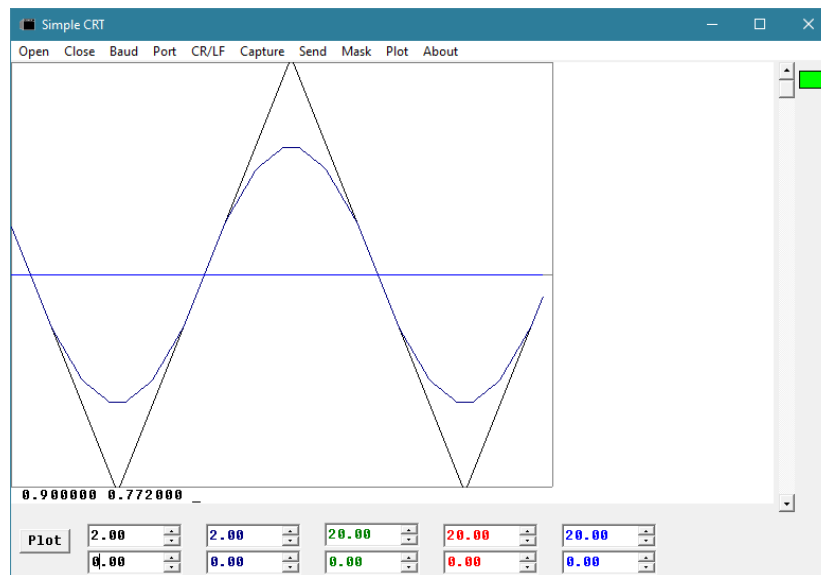 Simple CRT
Open Close Baud Port CR/LF Capture Send Mask Plot About
0.900000 0.772000 _
Plot 2.00 2.00 20.00 20.00 20.00
0.00 0.00 0.00 0.00 0.00